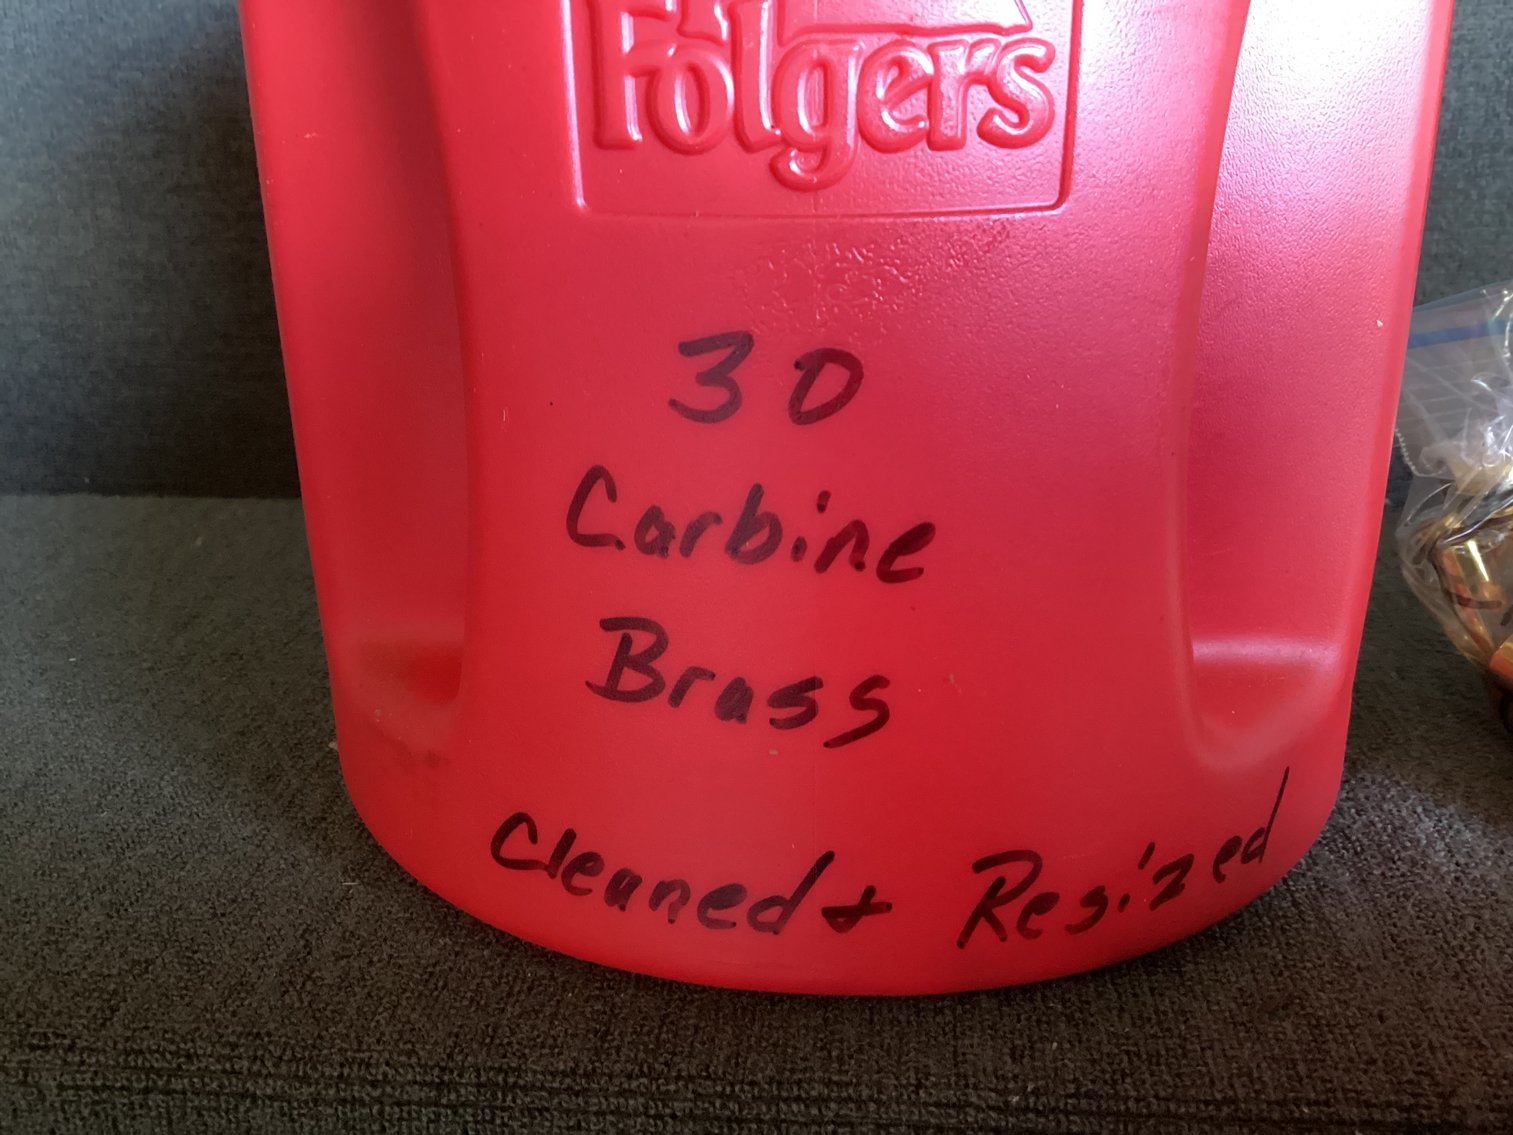 Folgers
30
Carbine
Brass
Cleaned & Resized